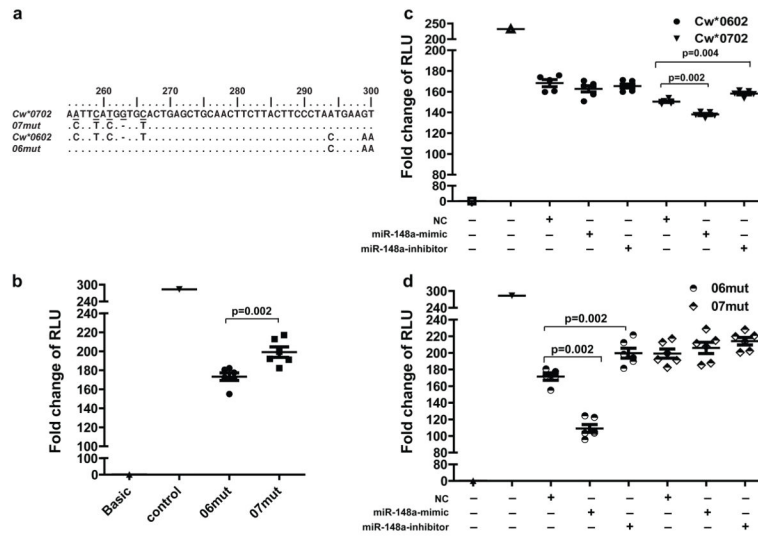 a
260 270 280 290 300
Cw*0702 AATTCATGGTGCACTGAGCTGCAACTTCTTACTTCCCTAATGAAGT
07mut .C..T.C.-..T..................................
Cw*0602 .C..T.C.-..T..........................C....AA
06mut ......................................C....AA
b
Fold change of RLU
300
240
220
200
180
160
140
120
100
0
p=0.002
Basic control 06mut 07mut
c
Fold change of RLU
250
200
180
160
140
120
100
80
0
Cw*0602
Cw*0702
p=0.004
p=0.002
NC – – + – – + – –
miR-148a-mimic – – – + – – + –
miR-148a-inhibitor – – – – + – – +
d
Fold change of RLU
300
240
220
200
180
160
140
120
100
80
0
06mut
07mut
p=0.002
p=0.002
NC – – + – – + – –
miR-148a-mimic – – – + – – + –
miR-148a-inhibitor – – – – + – – +